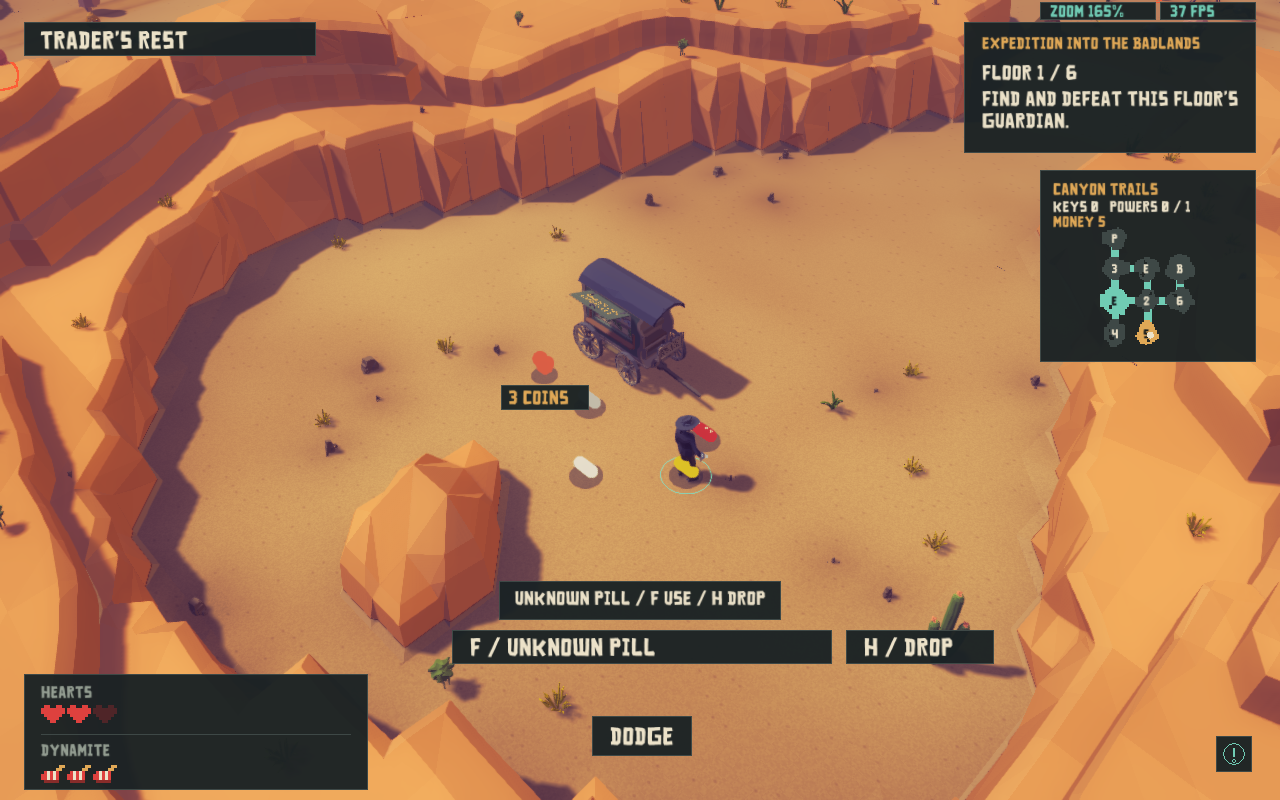 ZOOM 165%
37 FPS
TRADER'S REST
EXPEDITION INTO THE BADLANDS
FLOOR 1 / 6
FIND AND DEFEAT THIS FLOOR'S
GUARDIAN.
CANYON TRAILS
KEYS 0 POWERS 0 / 1
MONEY 5
P
3 E B
E 2 6
4
3 COINS
UNKNOWN PILL / F USE / H DROP
F / UNKNOWN PILL
H / DROP
HEARTS
DODGE
DYNAMITE